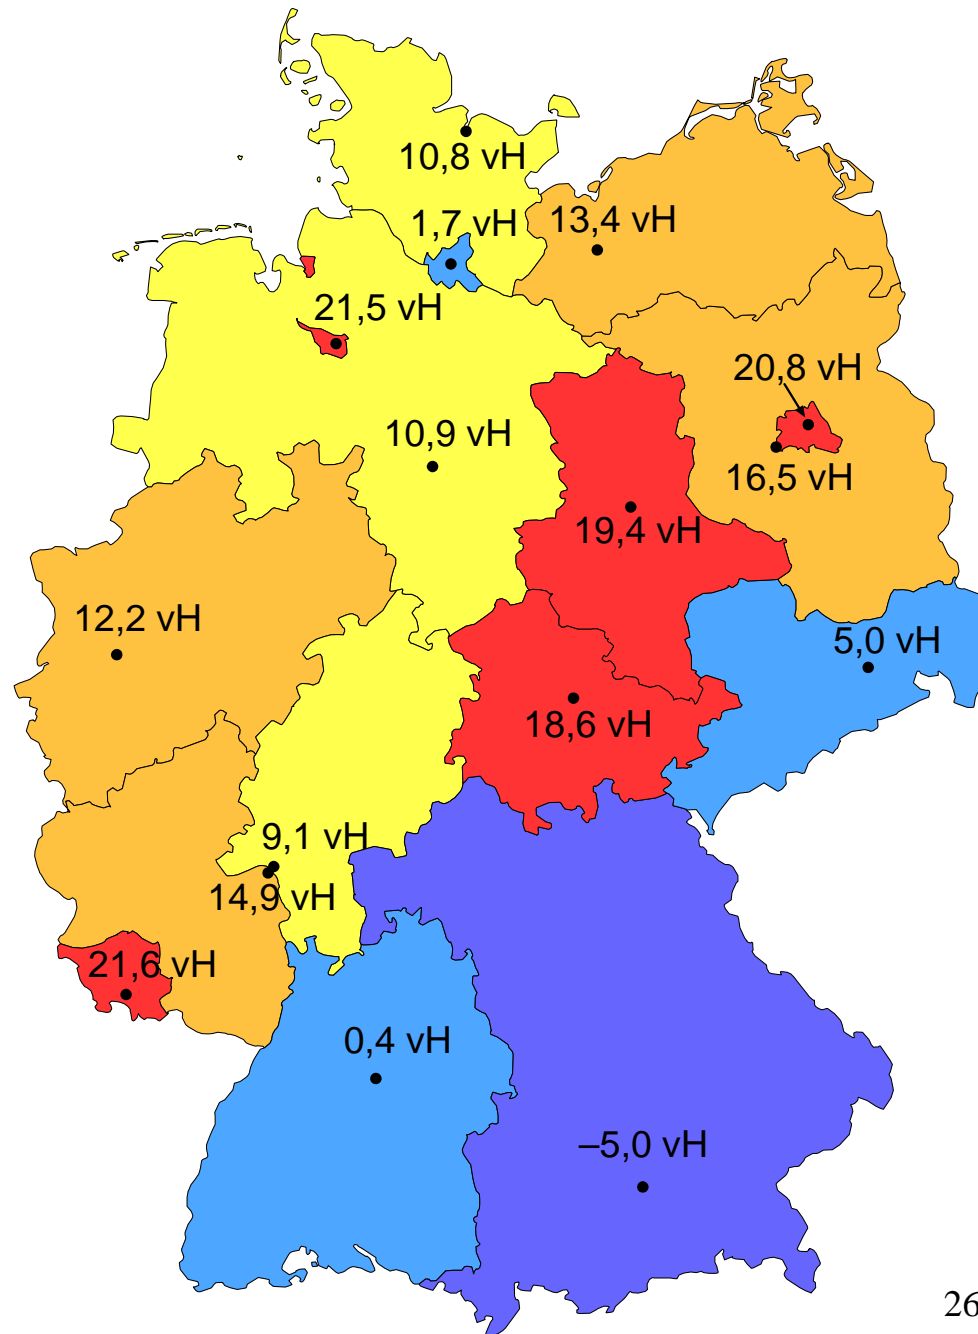 10,8 vH
1,7 vH
13,4 vH
21,5 vH
20,8 vH
10,9 vH
16,5 vH
19,4 vH
12,2 vH
5,0 vH
18,6 vH
9,1 vH
14,9 vH
21,6 vH
0,4 vH
–5,0 vH
26